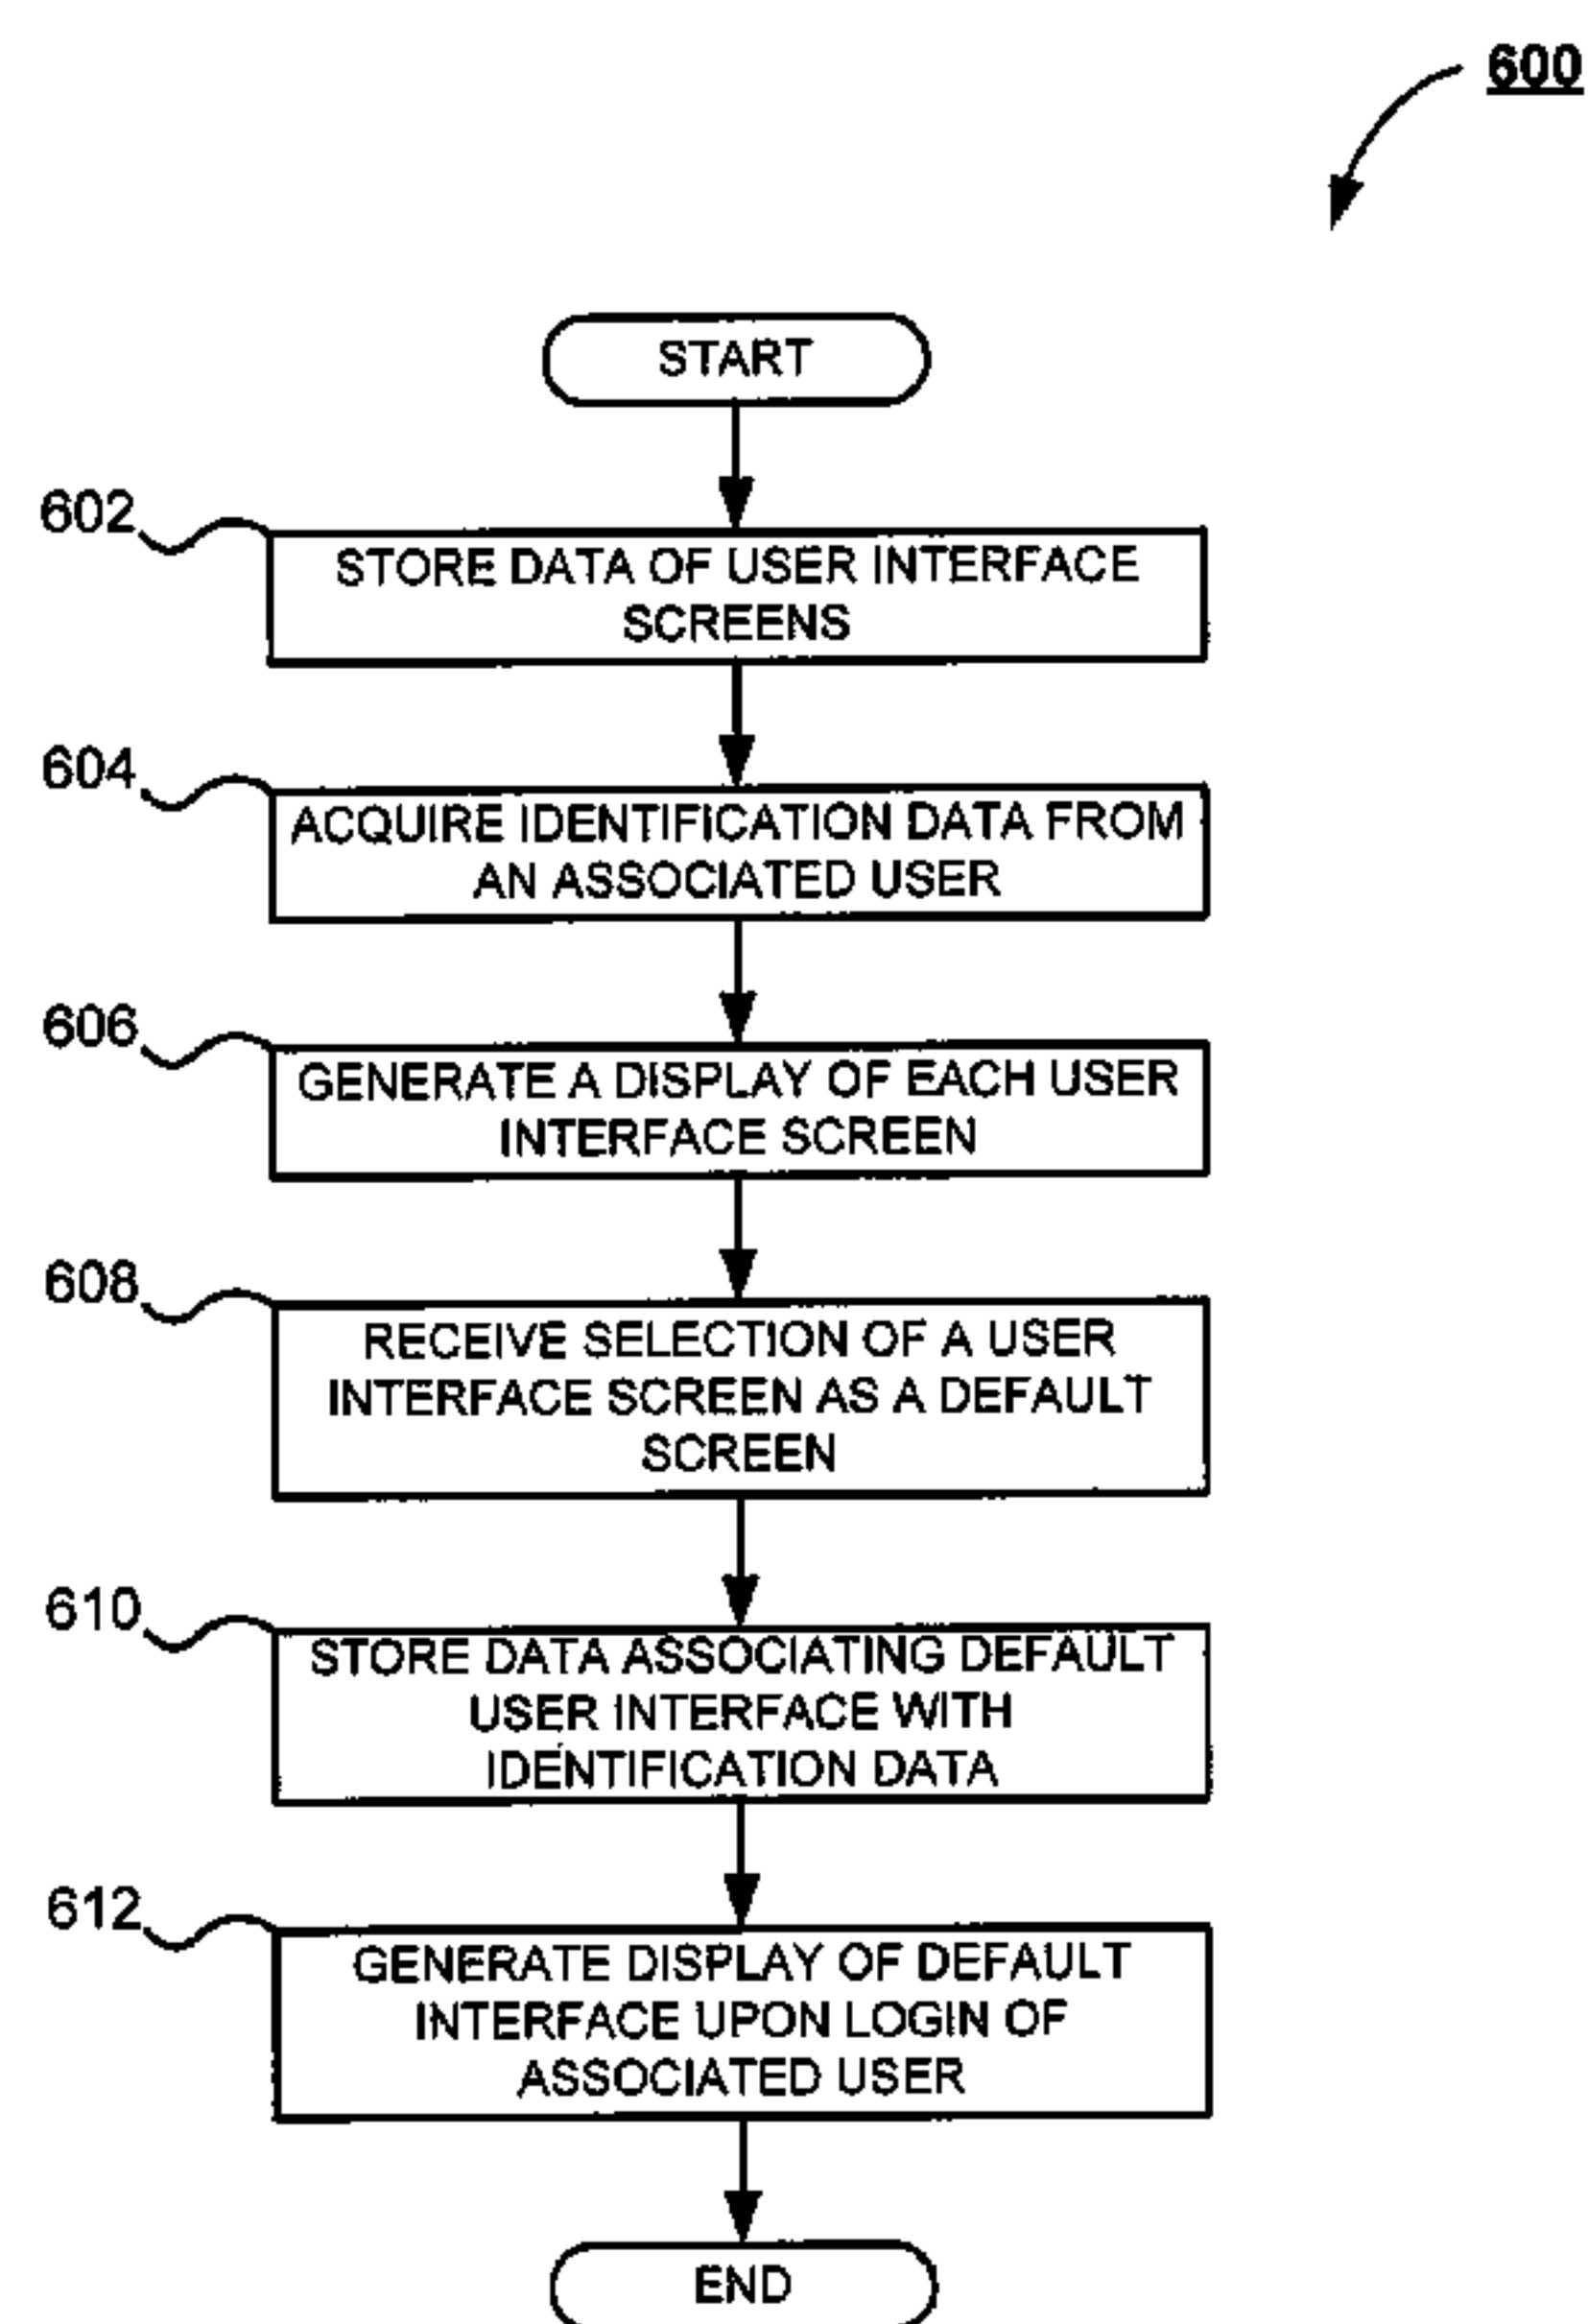 600
START
602
STORE DATA OF USER INTERFACE
SCREENS
604
ACQUIRE IDENTIFICATION DATA FROM
AN ASSOCIATED USER
606
GENERATE A DISPLAY OF EACH USER
INTERFACE SCREEN
608
RECEIVE SELECTION OF A USER
INTERFACE SCREEN AS A DEFAULT
SCREEN
610
STORE DATA ASSOCIATING DEFAULT
USER INTERFACE WITH
IDENTIFICATION DATA
612
GENERATE DISPLAY OF DEFAULT
INTERFACE UPON LOGIN OF
ASSOCIATED USER
END